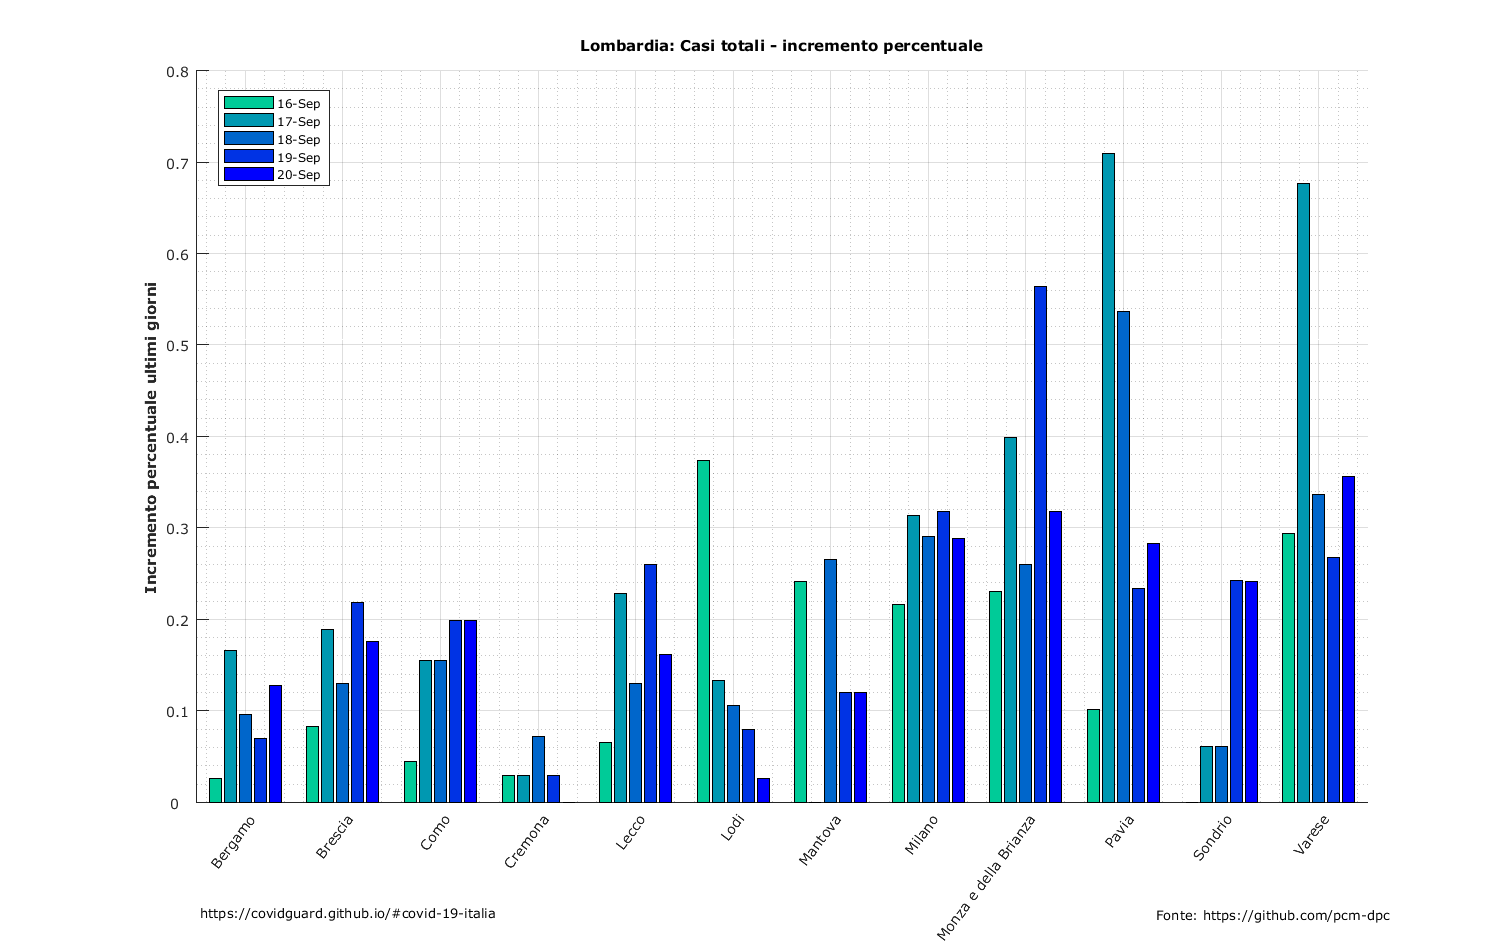 Lombardia: Casi totali - incremento percentuale
Incremento percentuale ultimi giorni
0.8
0.7
0.6
0.5
0.4
0.3
0.2
0.1
0
16-Sep
17-Sep
18-Sep
19-Sep
20-Sep
Bergamo
Brescia
Como
Cremona
Lecco
Lodi
Mantova
Milano
Monza e della Brianza
Pavia
Sondrio
Varese
https://covidguard.github.io/#covid-19-italia
Fonte: https://github.com/pcm-dpc